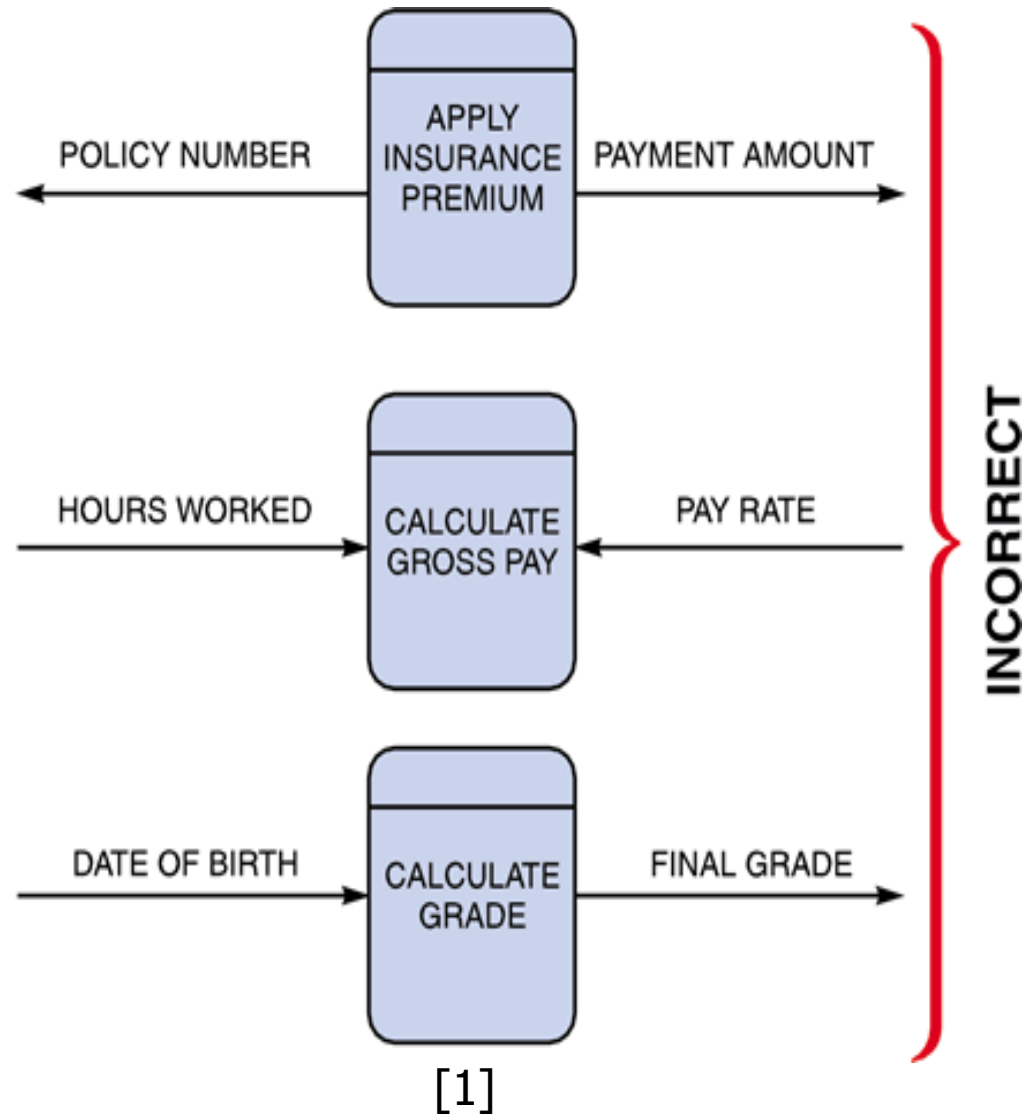 POLICY NUMBER
APPLY
INSURANCE
PREMIUM
PAYMENT AMOUNT
HOURS WORKED
CALCULATE
GROSS PAY
PAY RATE
DATE OF BIRTH
CALCULATE
GRADE
FINAL GRADE
INCORRECT
[1]